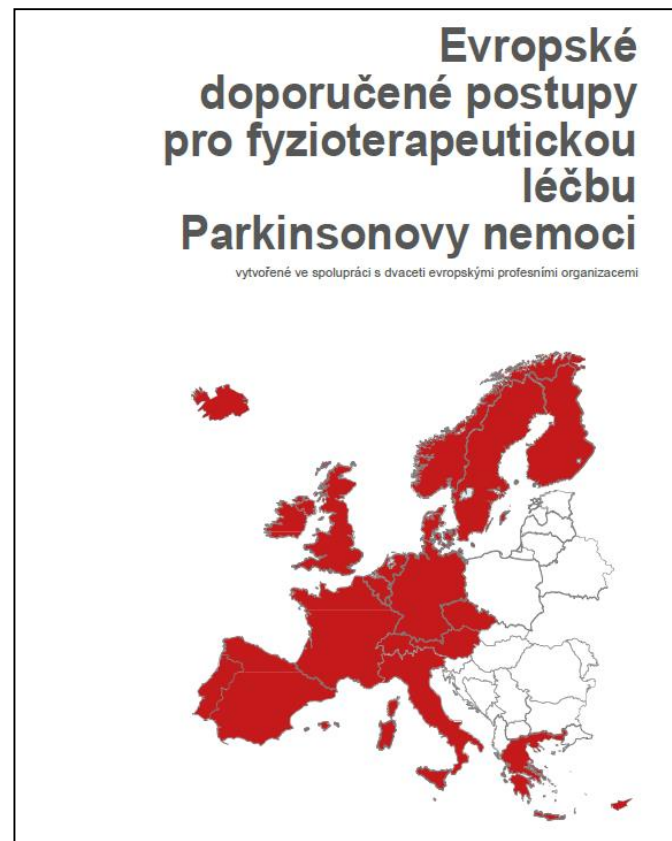 Evropské
doporučené postupy
pro fyzioterapeutickou
léčbu
Parkinsonovy nemoci
vytvořené ve spolupráci s dvaceti evropskými profesními organizacemi